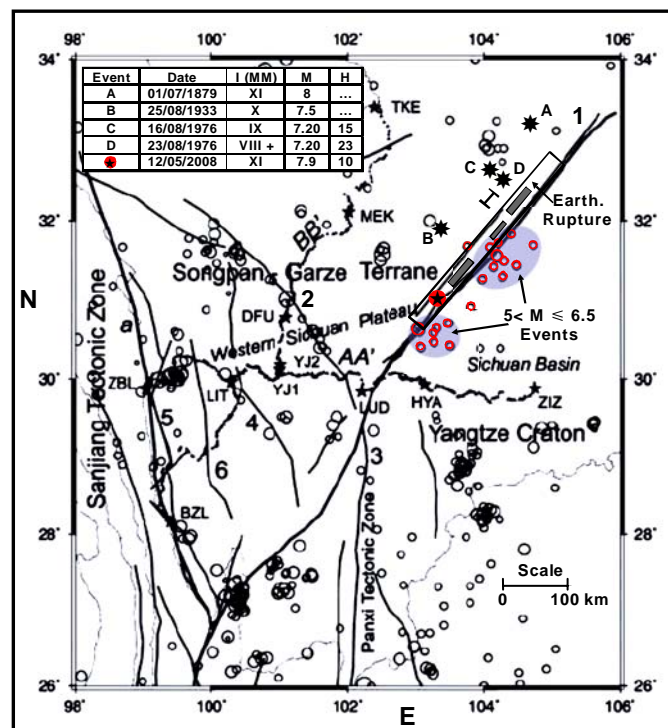 98 100 102 104 106
34 34
Event Date I (MM) M H
A 01/07/1879 XI 8 ...
B 25/08/1933 X 7.5 ...
C 16/08/1976 IX 7.20 15
D 23/08/1976 VIII + 7.20 23
12/05/2008 XI 7.9 10
TKE
A
1
C
D
Earth.
Rupture
32 32
MEK
B
BB'
Songpan- Garze Terrane
N
2
DFU
Western Sichuan Plateau
5< M ≤ 6.5
Events
a
AA'
YJ2
Sichuan Basin
30 30
ZBL
LIT
YJ1
LUD
HYA
ZIZ
Sanjiang Tectonic Zone
5
4
Yangtze Craton
6
3
28 28
BZL
Panxi Tectonic Zone
Scale
0 100 km
26 26
98 100 102 104 106
E